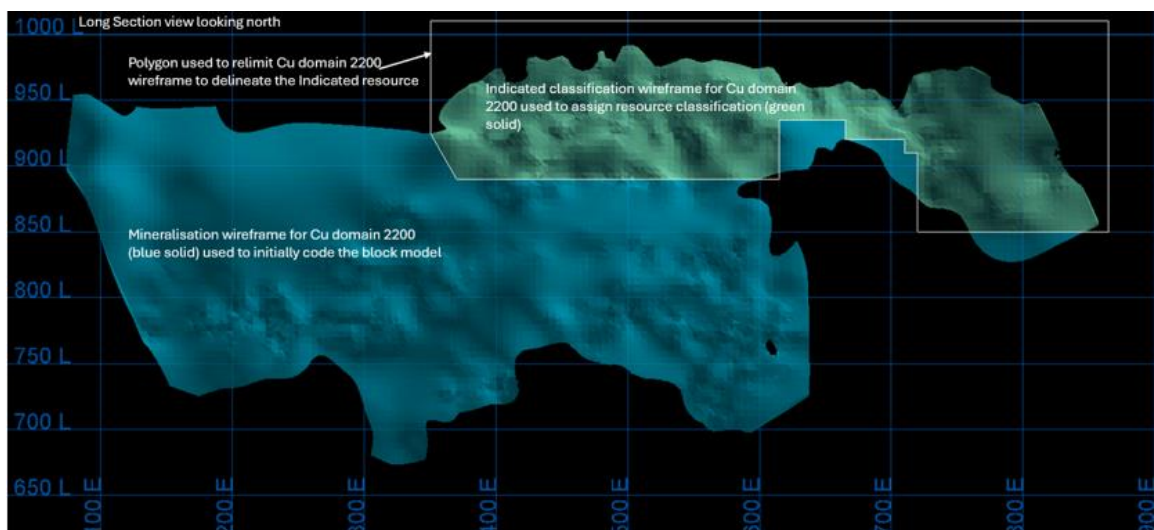 Long Section view looking north
1000 L
Polygon used to relimit Cu domain 2200
wireframe to delineate the Indicated resource
Indicated classification wireframe for Cu domain
2200 used to assign resource classification (green
solid)
950 L
900 L
850 L
Mineralisation wireframe for Cu domain 2200
(blue solid) used to initially code the block model
800 L
750 L
700 L
650 L
100 E
200 E
300 E
400 E
500 E
600 E
700 E
800 E
900 E